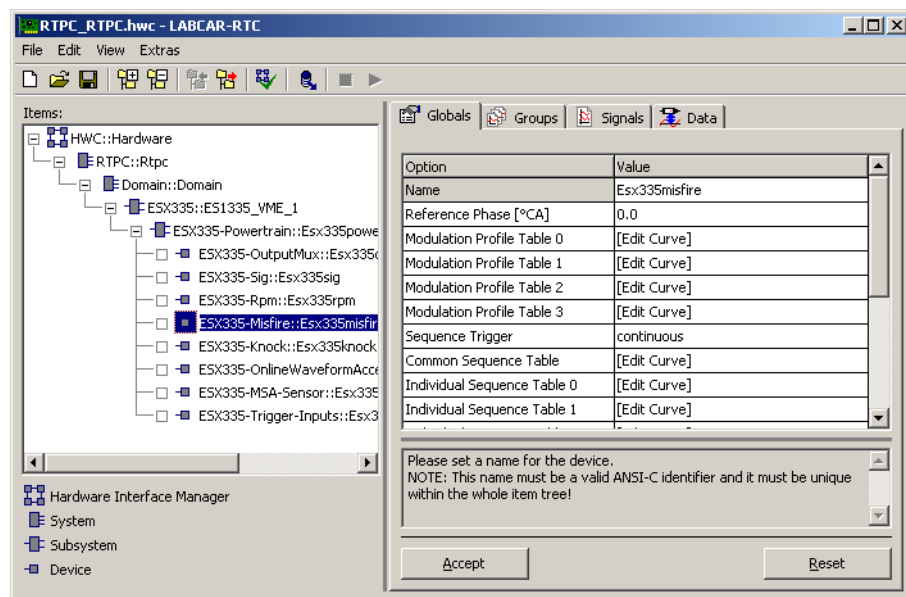 RTPC_RTPC.hwc - LABCAR-RTC
File Edit View Extras
Items:
HWC::Hardware
RTPC::Rtpc
Domain::Domain
ESX335::ES1335_VME_1
ESX335-Powertrain::Esx335powe
ESX335-OutputMux::Esx335o
ESX335-Sig::Esx335sig
ESX335-Rpm::Esx335rpm
ESX335-Misfire::Esx335misfir
ESX335-Knock::Esx335knock
ESX335-OnlineWaveformAcce
ESX335-MSA-Sensor::Esx335
ESX335-Trigger-Inputs::Esx3
Hardware Interface Manager
System
Subsystem
Device
Globals Groups Signals Data
Option Value
Name Esx335misfire
Reference Phase [°CA] 0.0
Modulation Profile Table 0 [Edit Curve]
Modulation Profile Table 1 [Edit Curve]
Modulation Profile Table 2 [Edit Curve]
Modulation Profile Table 3 [Edit Curve]
Sequence Trigger continuous
Common Sequence Table [Edit Curve]
Individual Sequence Table 0 [Edit Curve]
Individual Sequence Table 1 [Edit Curve]
Please set a name for the device.
NOTE: This name must be a valid ANSI-C identifier and it must be unique
within the whole item tree!
Accept Reset